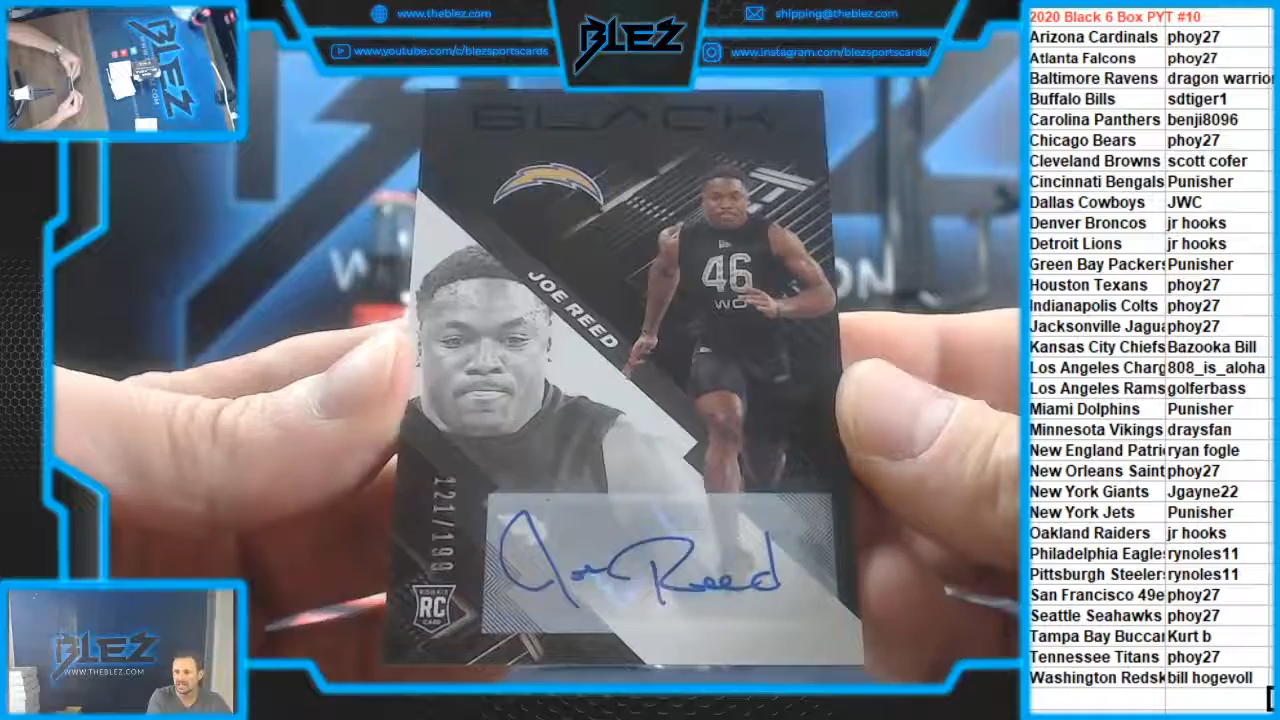 www.theblez.com
www.youtube.com/c/blezsportscards
BLEZ
shipping@theblez.com
www.instagram.com/blezsportscards/
BLACK
JOE REED
46
WO
121/199
ROOKIE
RC
CARD
Joe Reed
BLEZ
WWW.THEBLEZ.COM
2020 Black 6 Box PYT #10
Arizona Cardinals phoy27
Atlanta Falcons phoy27
Baltimore Ravens dragon warrio
Buffalo Bills sdtiger1
Carolina Panthers benji8096
Chicago Bears phoy27
Cleveland Browns scott cofer
Cincinnati Bengals Punisher
Dallas Cowboys JWC
Denver Broncos jr hooks
Detroit Lions jr hooks
Green Bay Packers Punisher
Houston Texans phoy27
Indianapolis Colts phoy27
Jacksonville Jagua phoy27
Kansas City Chiefs Bazooka Bill
Los Angeles Charg 808_is_aloha
Los Angeles Rams golferbass
Miami Dolphins Punisher
Minnesota Vikings draysfan
New England Patri ryan fogle
New Orleans Saint phoy27
New York Giants Jgayne22
New York Jets Punisher
Oakland Raiders jr hooks
Philadelphia Eagle rynoles11
Pittsburgh Steeler rynoles11
San Francisco 49e phoy27
Seattle Seahawks phoy27
Tampa Bay Bucca Kurt b
Tennessee Titans phoy27
Washington Redsk bill hogevoll